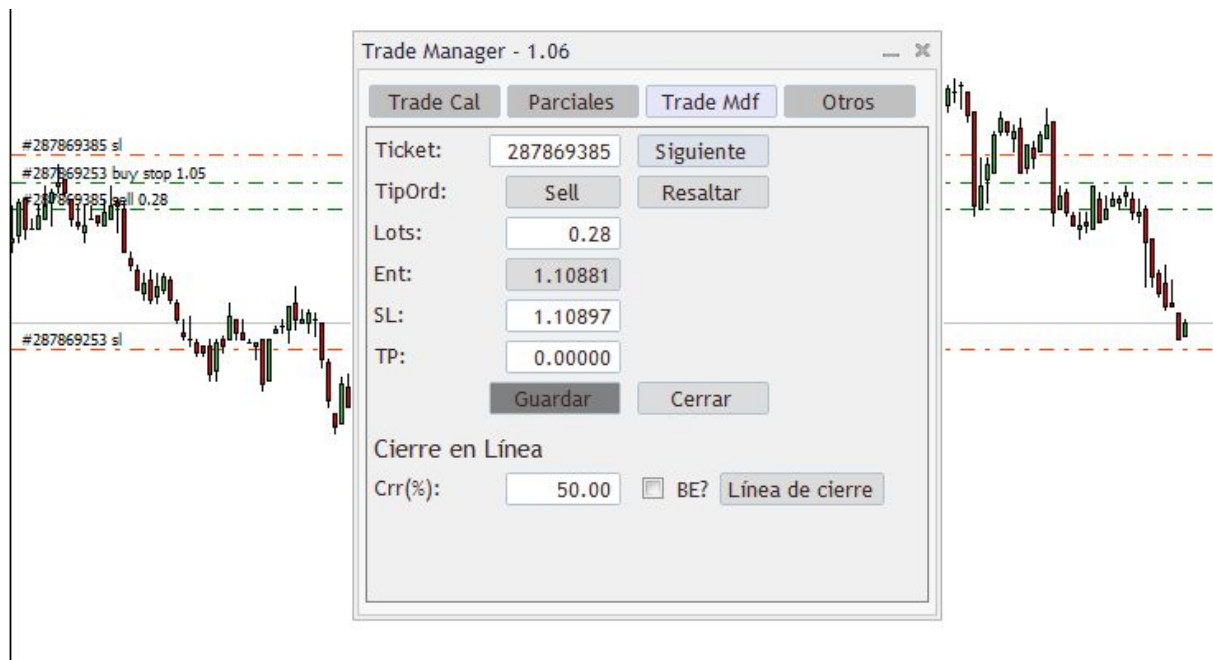 Trade Manager - 1.06
Trade Cal Parciales Trade Mdf Otros
#287869385 sl
#287869253 buy stop 1.05
#287869385 sell 0.28
#287869253 sl
Ticket: 287869385 Siguiente
TipOrd: Sell Resaltar
Lots: 0.28
Ent: 1.10881
SL: 1.10897
TP: 0.00000
Guardar Cerrar
Cierre en Línea
Crr(%): 50.00 BE? Línea de cierre